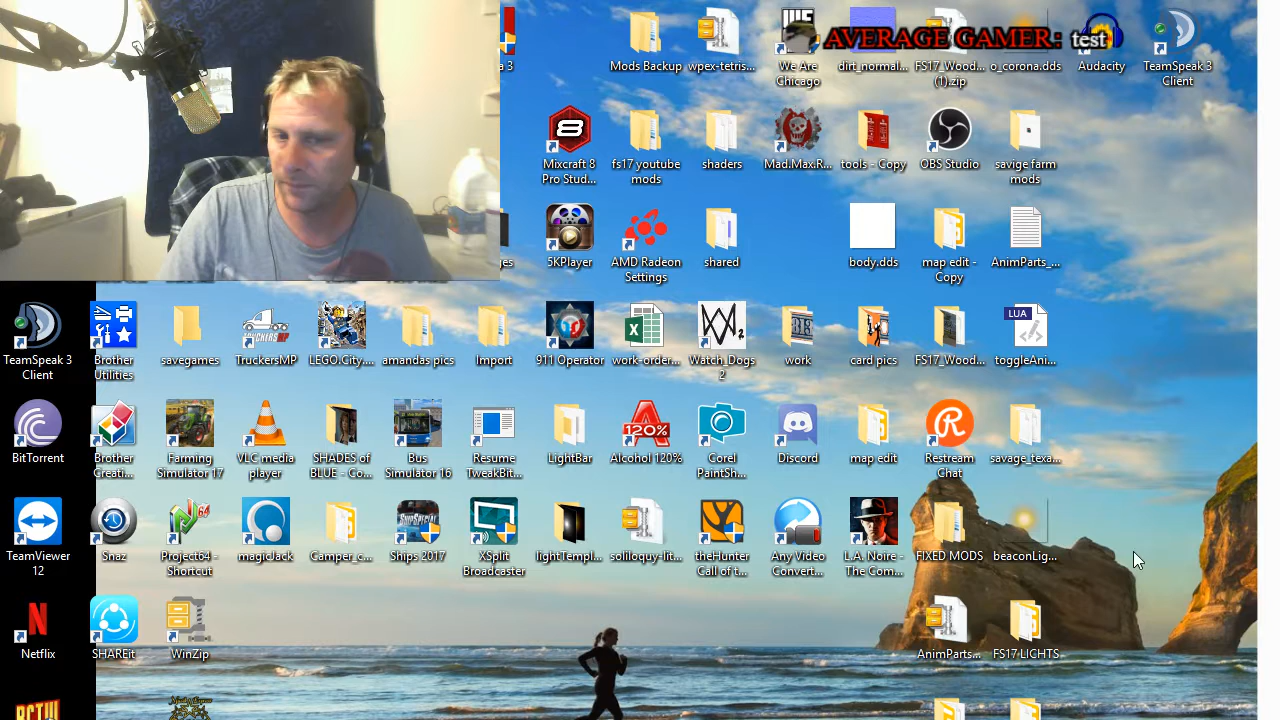 AVERAGE GAMER: test
a 3
Mods Backup
wpex-tetris...
We Are
Chicago
dirt_normal...
FS17_Wood...
(1).zip
o_corona.dds
Audacity
TeamSpeak 3
Client
Mixcraft 8
Pro Stud...
fs17 youtube
mods
shaders
Mad.Max.R...
tools - Copy
OBS Studio
savige farm
mods
ges
5KPlayer
AMD Radeon
Settings
shared
body.dds
map edit -
Copy
AnimParts_...
TeamSpeak 3
Client
Brother
Utilities
savegames
TruckersMP
LEGO.City....
amandas pics
Import
911 Operator
work-order...
Watch_Dogs
2
work
card pics
FS17_Wood...
LUA
toggleAni...
BitTorrent
Brother
Creati...
Farming
Simulator 17
VLC media
player
SHADES of
BLUE - Co...
Bus
Simulator 16
Resume
TweakBit...
LightBar
120%
Alcohol 120%
Corel
PaintSh...
Discord
map edit
Restream
Chat
savage_texa...
TeamViewer
12
Snaz
64
Project64 -
Shortcut
magicJack
Camper_c...
SHIPSPECIAL
Ships 2017
XSplit
Broadcaster
lightTempl...
soliloquy-lit...
theHunter
Call of t...
Any Video
Convert...
L.A. Noire -
The Com...
FIXED MODS
beaconLig...
Netflix
SHAREit
WinZip
AnimParts...
FS17 LICHTS